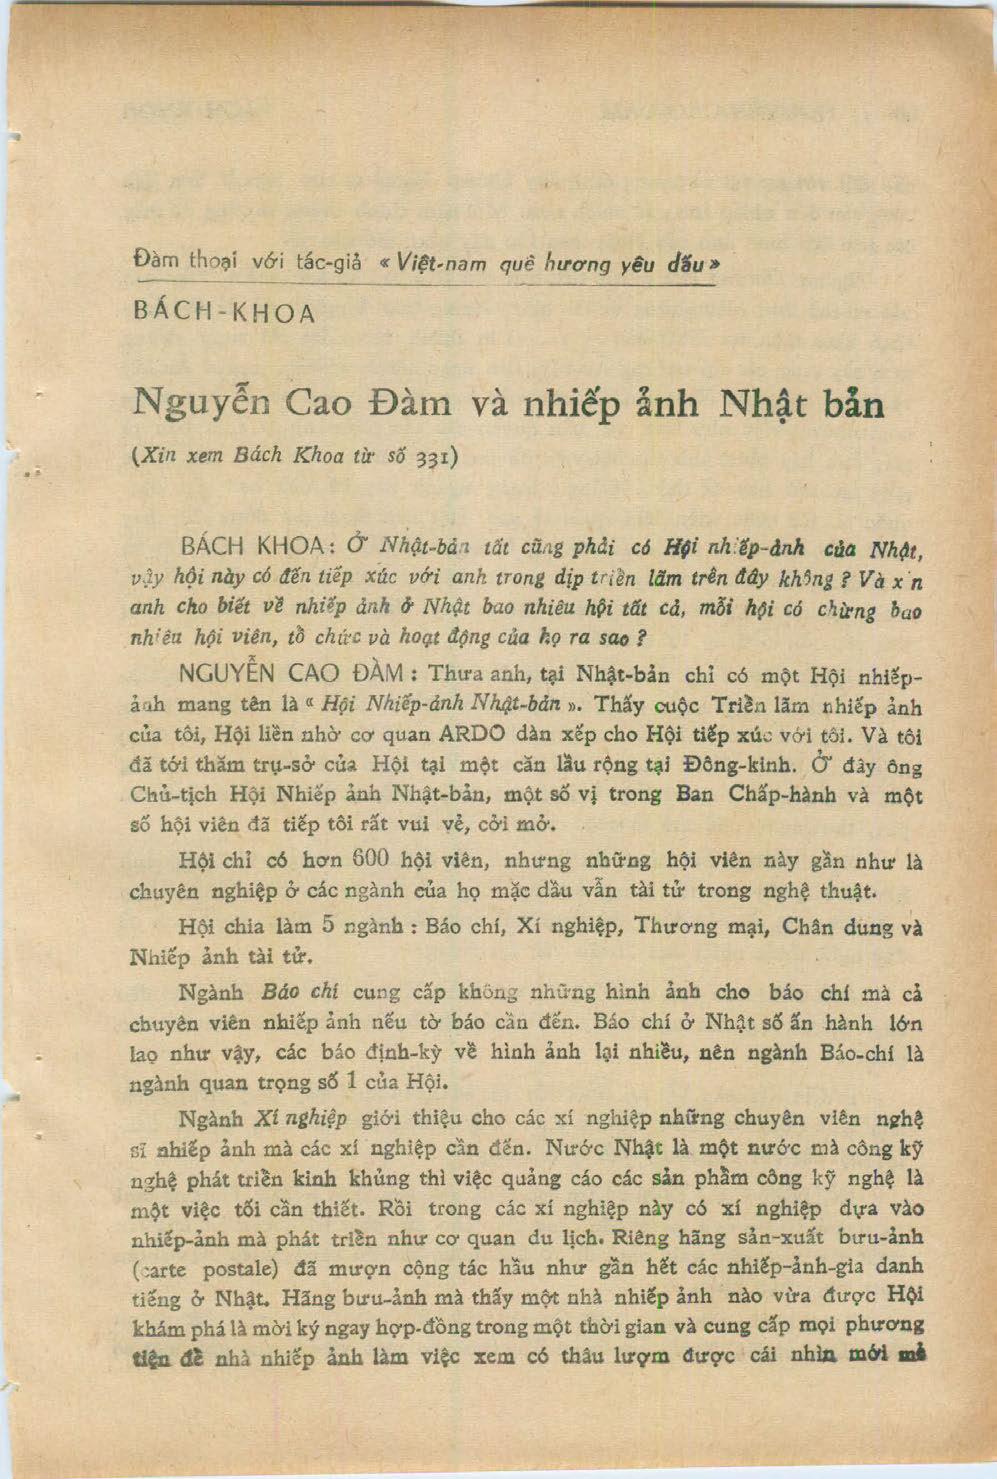 Đàm thoại với tác-giả « Việt-nam quê hương yêu dấu »
BÁCH-KHOA
Nguyễn Cao Đàm và nhiếp ảnh Nhật bản
(Xin xem Bách Khoa từ số 331)
BÁCH KHOA: Ở Nhật-bản tất cũng phải có Hội nhiếp-ảnh của Nhật,
vậy hội này có đến tiếp xúc với anh trong dịp triển lãm trên đây không ? Và xin
anh cho biết về nhiếp ảnh ở Nhật bao nhiêu hội tất cả, mỗi hội có chừng bao
nhiêu hội viên, tổ chức và hoạt động của họ ra sao ?
NGUYỄN CAO ĐÀM : Thưa anh, tại Nhật-bản chỉ có một Hội nhiếp-
ảnh mang tên là « Hội Nhiếp-ảnh Nhật-bản ». Thấy cuộc Triển lãm nhiếp ảnh
của tôi, Hội liền nhờ cơ quan ARDO dàn xếp cho Hội tiếp xúc với tôi. Và tôi
đã tới thăm trụ-sở của Hội tại một căn lầu rộng tại Đông-kinh. Ở đây ông
Chủ-tịch Hội Nhiếp ảnh Nhật-bản, một số vị trong Ban Chấp-hành và một
số hội viên đã tiếp tôi rất vui vẻ, cởi mở.
Hội chỉ có hơn 600 hội viên, nhưng những hội viên này gần như là
chuyên nghiệp ở các ngành của họ mặc dầu vẫn tài tử trong nghệ thuật.
Hội chia làm 5 ngành : Báo chí, Xí nghiệp, Thương mại, Chân dung và
Nhiếp ảnh tài tử.
Ngành Báo chí cung cấp không những hình ảnh cho báo chí mà cả
chuyên viên nhiếp ảnh nếu tờ báo cần đến. Báo chí ở Nhật số ấn hành lớn
lao như vậy, các báo định-kỳ về hình ảnh lại nhiều, nên ngành Báo-chí là
ngành quan trọng số 1 của Hội.
Ngành Xí nghiệp giới thiệu cho các xí nghiệp những chuyên viên nghệ
sĩ nhiếp ảnh mà các xí nghiệp cần đến. Nước Nhật là một nước mà công kỹ
nghệ phát triển kinh khủng thì việc quảng cáo các sản phẩm công kỹ nghệ là
một việc tối cần thiết. Rồi trong các xí nghiệp này có xí nghiệp dựa vào
nhiếp-ảnh mà phát triển như cơ quan du lịch. Riêng hãng sản-xuất bưu-ảnh
(carte postale) đã mượn cộng tác hầu như gần hết các nhiếp-ảnh-gia danh
tiếng ở Nhật. Hãng bưu-ảnh mà thấy một nhà nhiếp ảnh nào vừa được Hội
khám phá là mời ký ngay hợp-đồng trong một thời gian và cung cấp mọi phương
tiện để nhà nhiếp ảnh làm việc xem có thâu lượm được cái nhìn mới mẻ